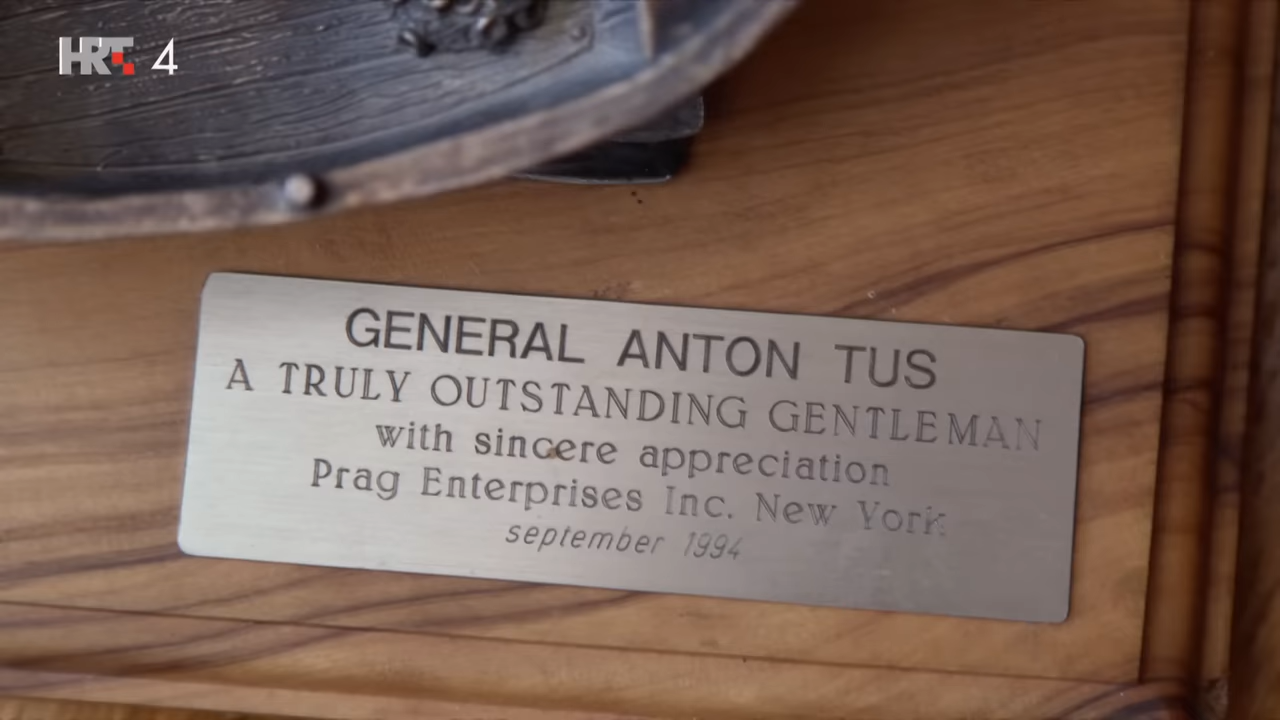 HRT 4
GENERAL ANTON TUS
A TRULY OUTSTANDING GENTLEMAN
with sincere appreciation
Prag Enterprises Inc. New York
september 1994